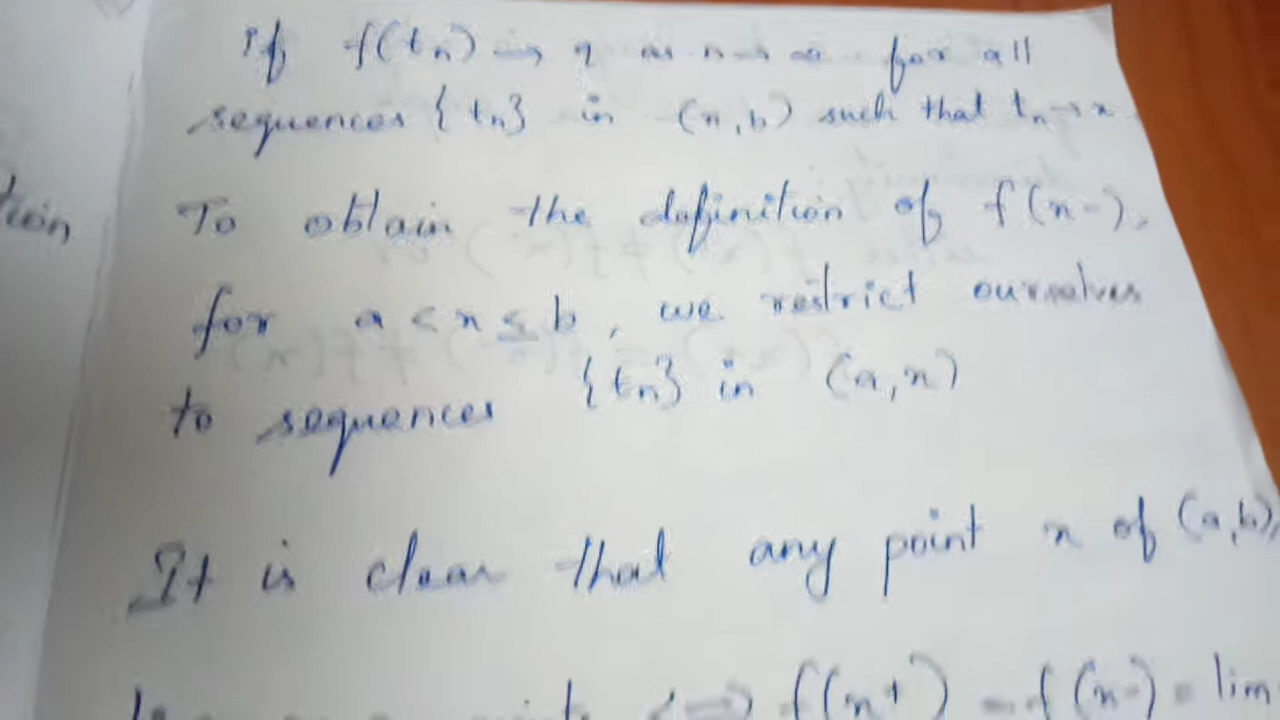 If f(tn) → q as n → ∞ for all
sequences {tn} in (x,b) such that tn → x
tion
To obtain the definition of f(x-),
for a < x ≤ b, we restrict ourselves
to sequences {tn} in (a,x)
It is clear that any point x of (a,b),
f(x+) = f(x-) = lim